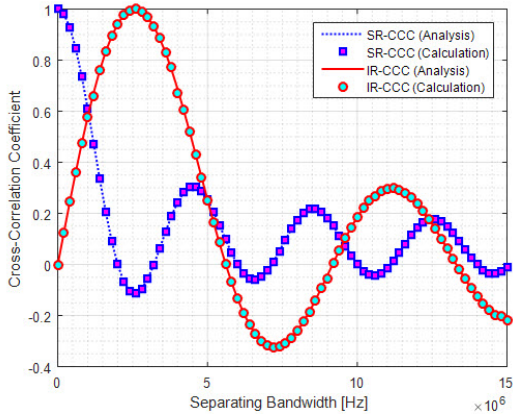 1
0.8
0.6
0.4
0.2
0
-0.2
-0.4
Cross-Correlation Coefficient
SR-CCC (Analysis)
SR-CCC (Calculation)
IR-CCC (Analysis)
IR-CCC (Calculation)
0 5 10 15
Separating Bandwidth [Hz]
×10⁶